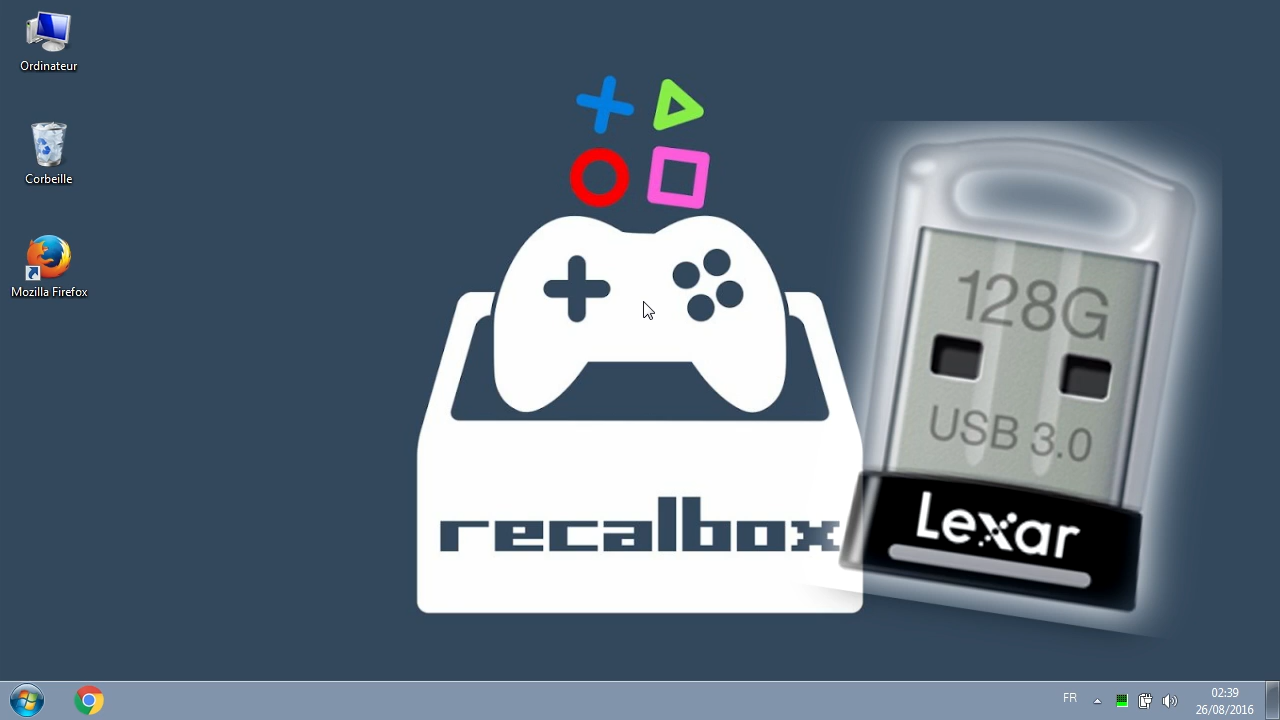 Ordinateur
Corbeille
Mozilla Firefox
128G
USB 3.0
Lexar
recalbox
FR
02:39
26/08/2016